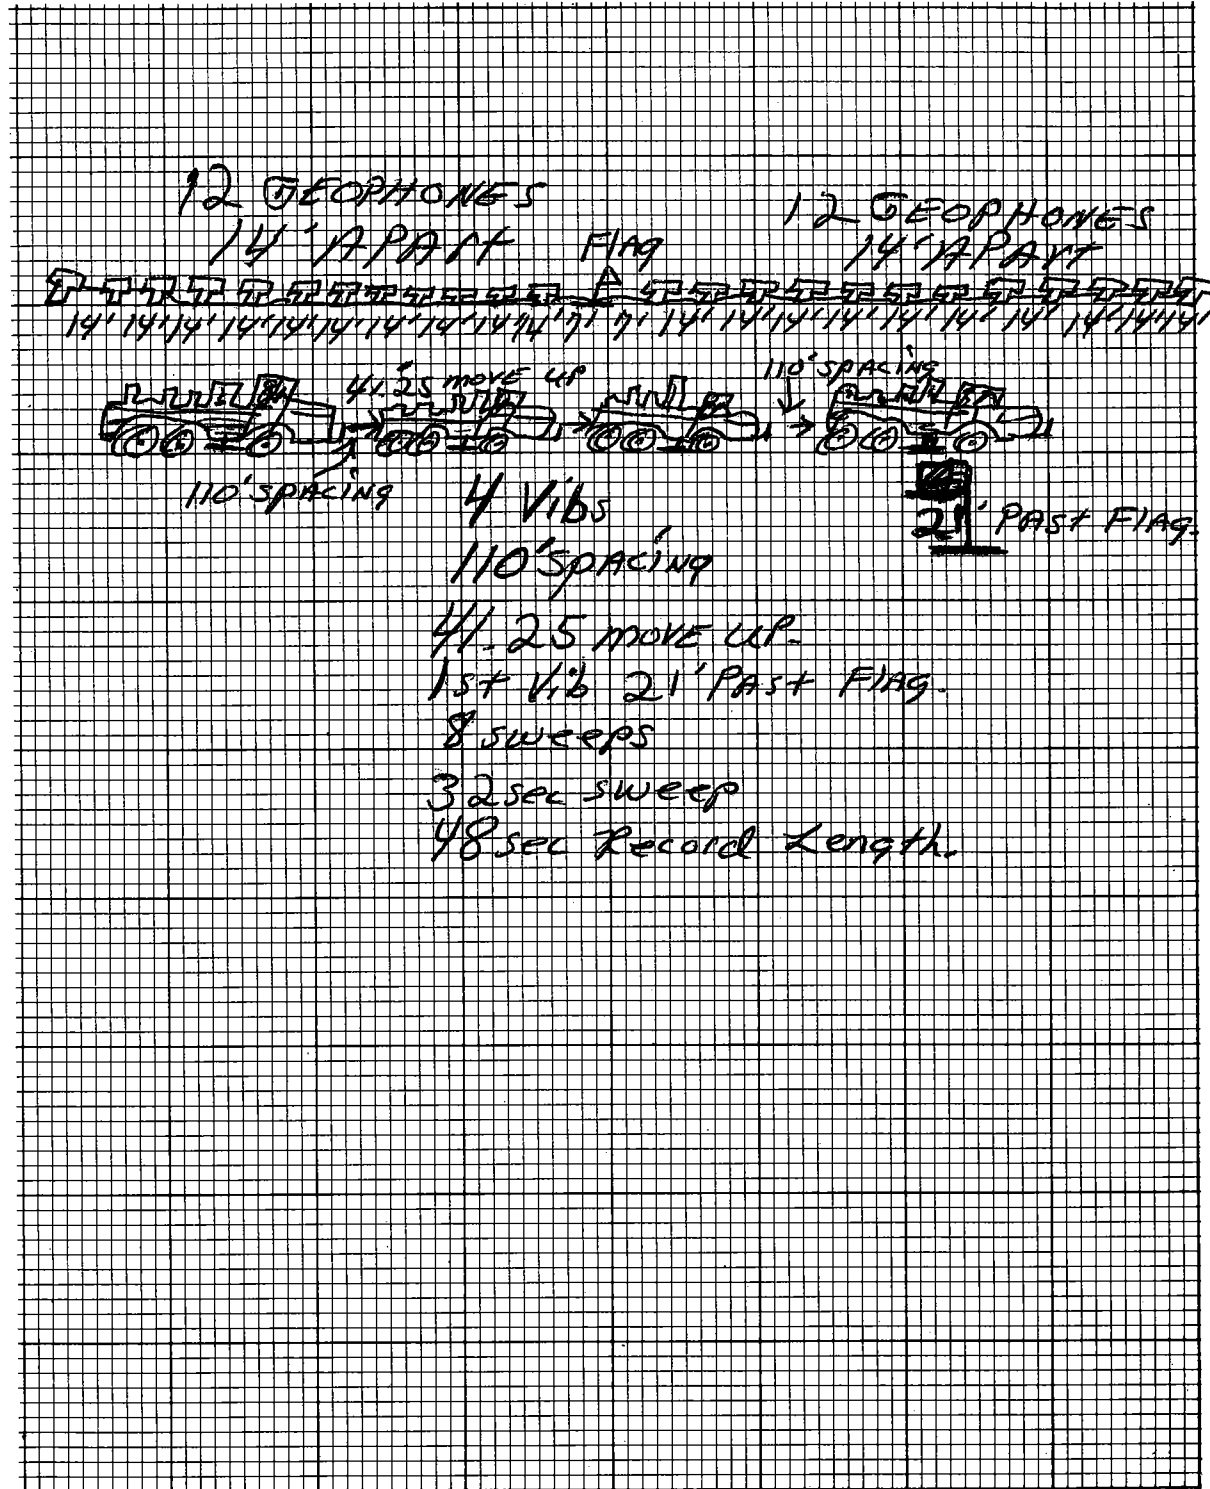 12 GEOPHONES
14' APArt
Flag
12 GEOPHONES
14' APArt
14' 14' 14' 14' 14' 14' 14' 14' 14' 14' 7' 7' 14' 14' 14' 14' 14' 14' 14' 14' 14' 14'
41.25 move up
110' spacing
110' spacing
21' PAst Flag.
4 Vibs
110' spacing
41.25 move up.
1st Vib 21' PAst Flag.
8 sweeps
32 sec sweep
48 sec Record Length.